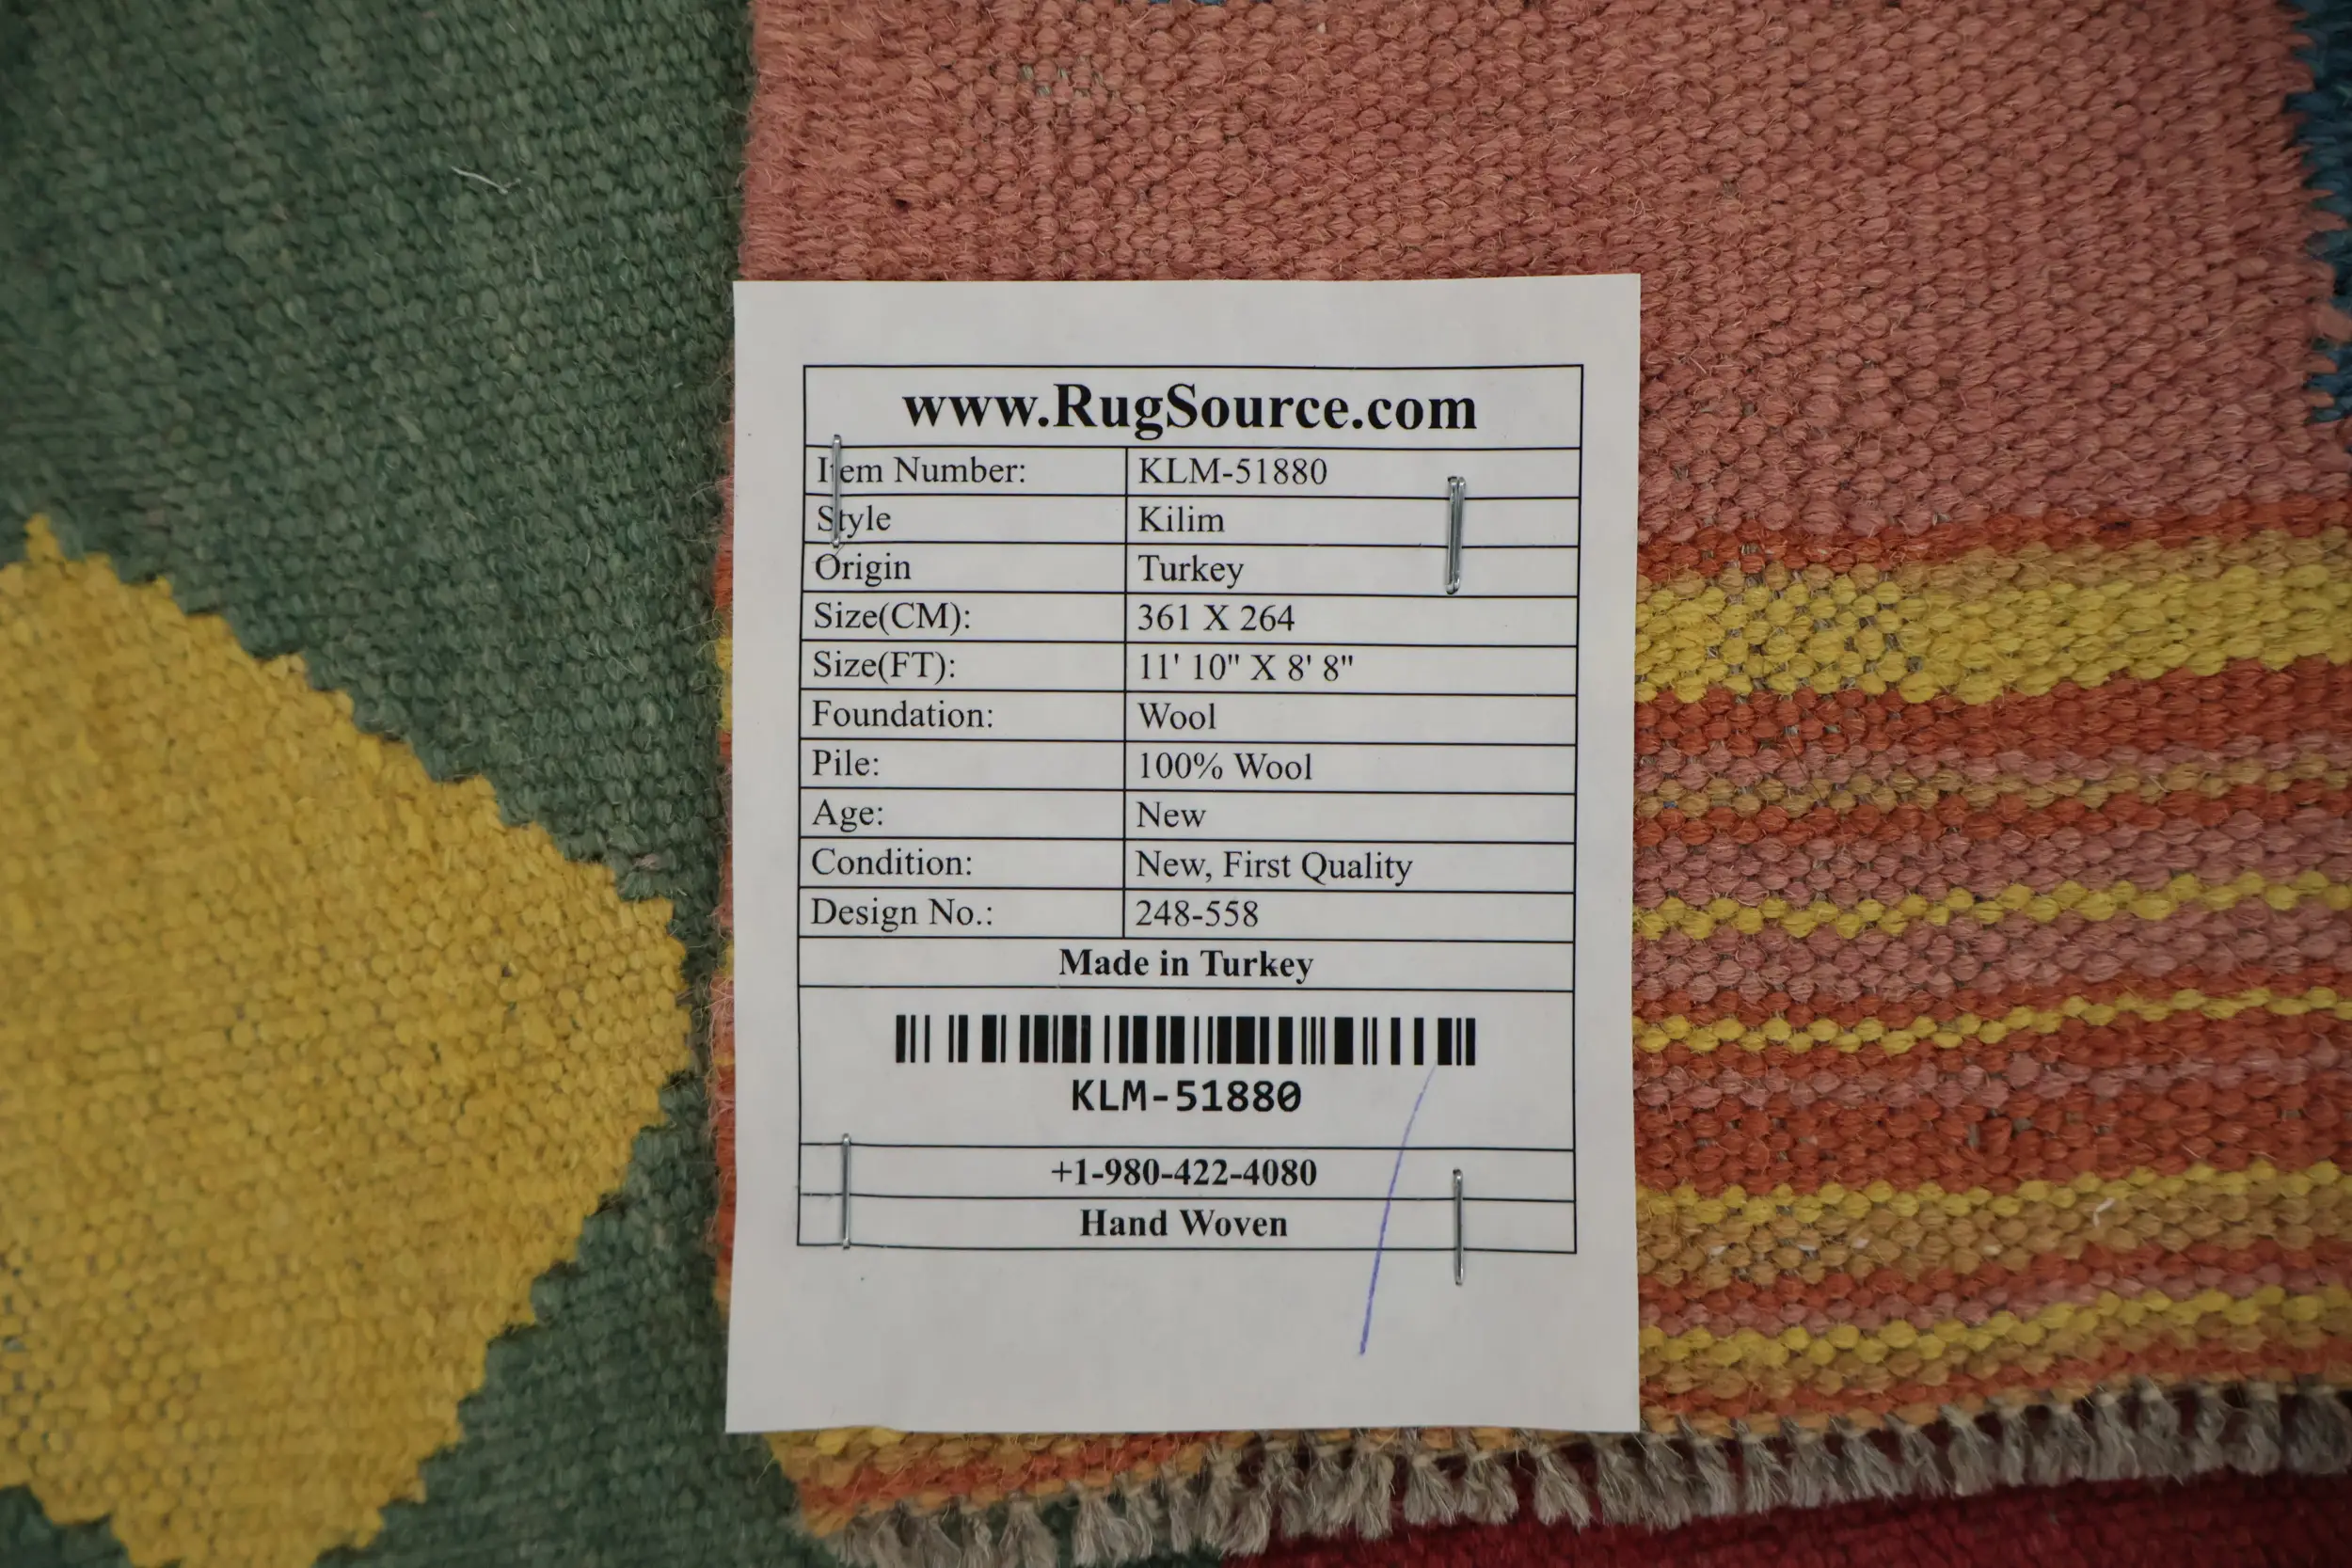 www.RugSource.com
Item Number: KLM-51880
Style Kilim
Origin Turkey
Size(CM): 361 X 264
Size(FT): 11' 10" X 8' 8"
Foundation: Wool
Pile: 100% Wool
Age: New
Condition: New, First Quality
Design No.: 248-558
Made in Turkey
KLM-51880
+1-980-422-4080
Hand Woven